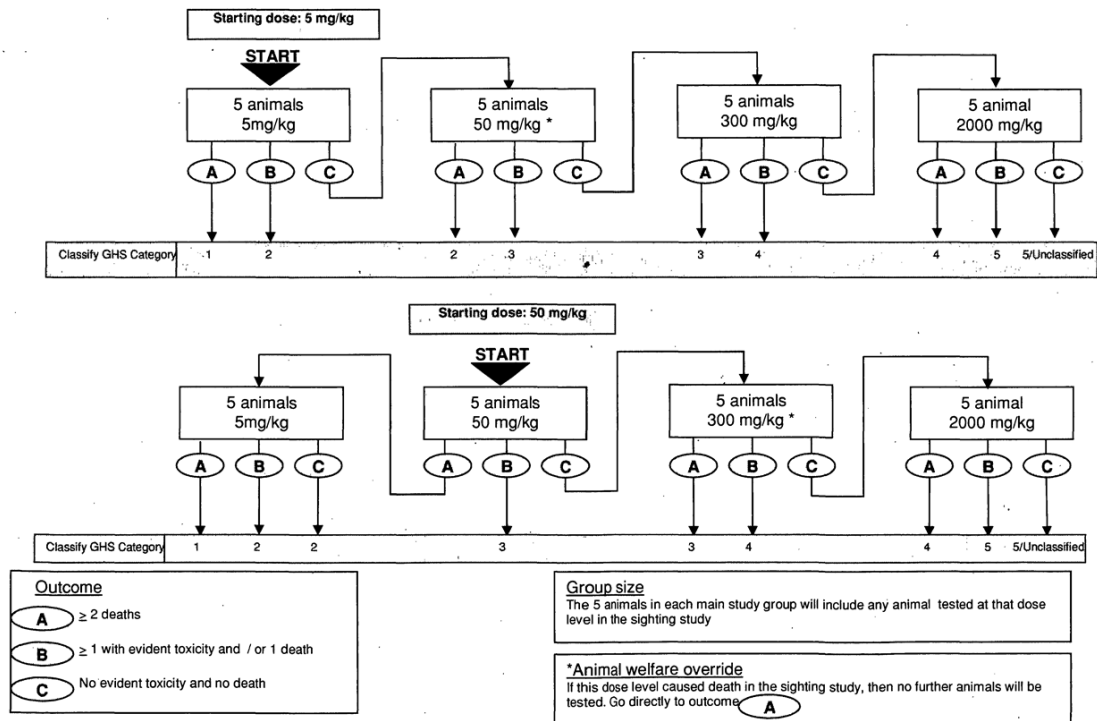 Starting dose: 5 mg/kg
START
5 animals 5 animals 5 animals 5 animal
5mg/kg 50 mg/kg * 300 mg/kg 2000 mg/kg
A B C A B C A B C A B C
Classify GHS Category 1 2 2 3 3 4 4 5 5/Unclassified
Starting dose: 50 mg/kg
START
5 animals 5 animals 5 animals 5 animal
5mg/kg 50 mg/kg 300 mg/kg * 2000 mg/kg
A B C A B C A B C A B C
Classify GHS Category 1 2 2 3 3 4 4 5 5/Unclassified
Outcome
A ≥ 2 deaths
B ≥ 1 with evident toxicity and / or 1 death
C No evident toxicity and no death
Group size
The 5 animals in each main study group will include any animal tested at that dose
level in the sighting study
*Animal welfare override
If this dose level caused death in the sighting study, then no further animals will be
tested. Go directly to outcome A